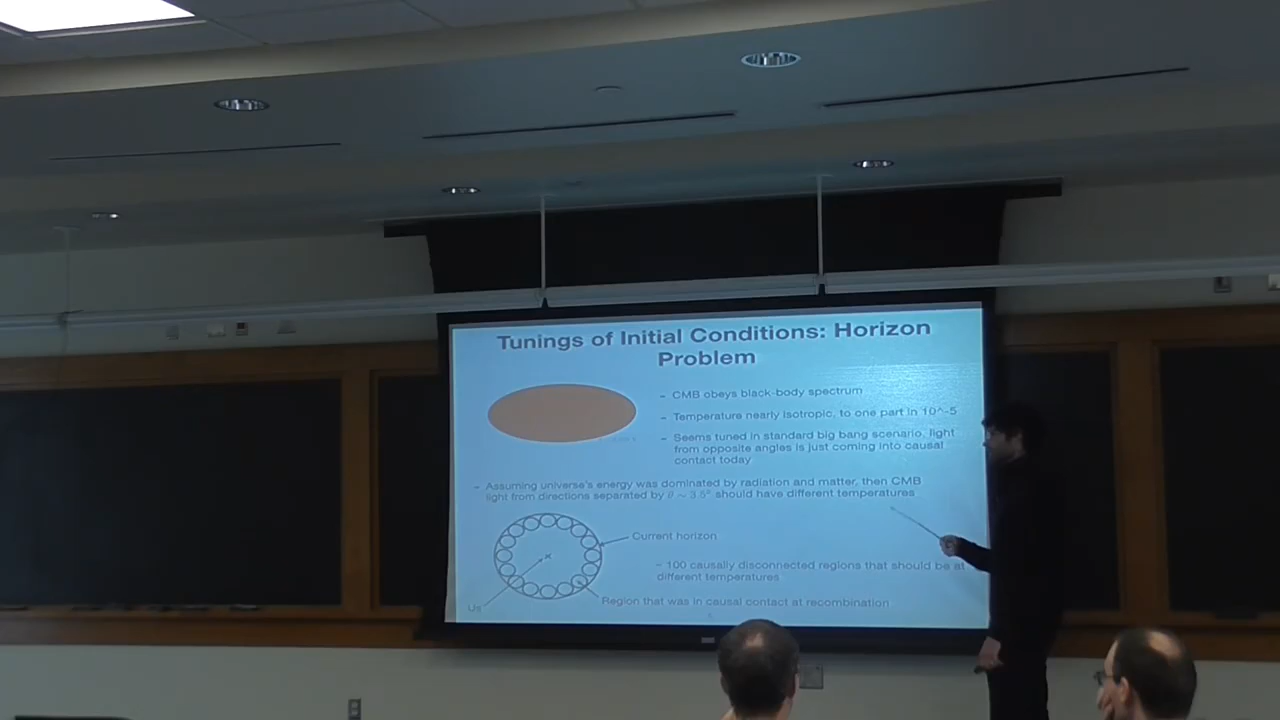 Tunings of Initial Conditions: Horizon
Problem
- CMB obeys black-body spectrum
- Temperature nearly isotropic, to one part in 10^-5
- Seems tuned in standard big bang scenario, light
from opposite angles is just coming into causal
contact today
- Assuming universe's energy was dominated by radiation and matter, then CMB
light from directions separated by θ ~ 3.5° should have different temperatures
Current horizon
- 100 causally disconnected regions that should be at
different temperatures
Region that was in causal contact at recombination
Us